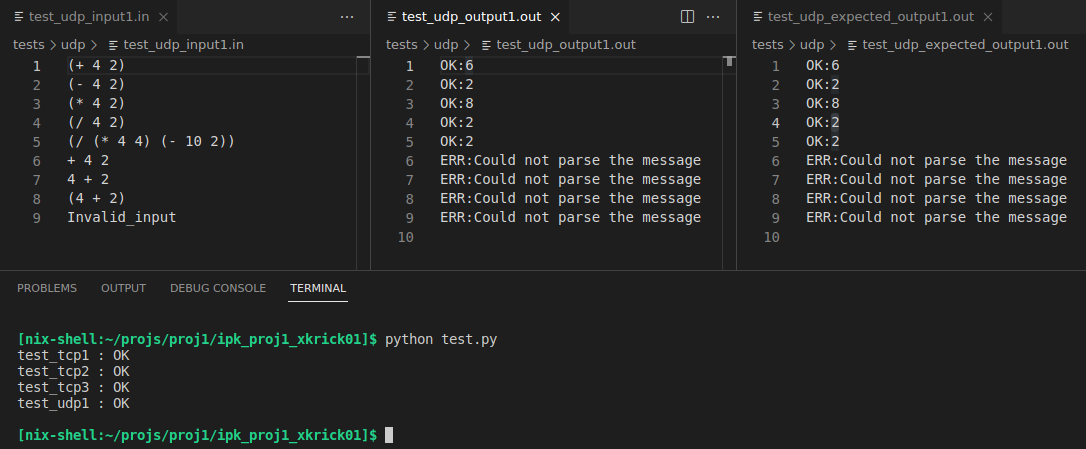 test_udp_input1.in
tests > udp > test_udp_input1.in
1 (+ 4 2)
2 (- 4 2)
3 (* 4 2)
4 (/ 4 2)
5 (/ (* 4 4) (- 10 2))
6 + 4 2
7 4 + 2
8 (4 + 2)
9 Invalid_input
test_udp_output1.out
tests > udp > test_udp_output1.out
1 OK:6
2 OK:2
3 OK:8
4 OK:2
5 OK:2
6 ERR:Could not parse the message
7 ERR:Could not parse the message
8 ERR:Could not parse the message
9 ERR:Could not parse the message
10
test_udp_expected_output1.out
tests > udp > test_udp_expected_output1.out
1 OK:6
2 OK:2
3 OK:8
4 OK:2
5 OK:2
6 ERR:Could not parse the message
7 ERR:Could not parse the message
8 ERR:Could not parse the message
9 ERR:Could not parse the message
10
PROBLEMS OUTPUT DEBUG CONSOLE TERMINAL
[nix-shell:~/projs/proj1/ipk_proj1_xkrick01]$ python test.py
test_tcp1 : OK
test_tcp2 : OK
test_tcp3 : OK
test_udp1 : OK
[nix-shell:~/projs/proj1/ipk_proj1_xkrick01]$